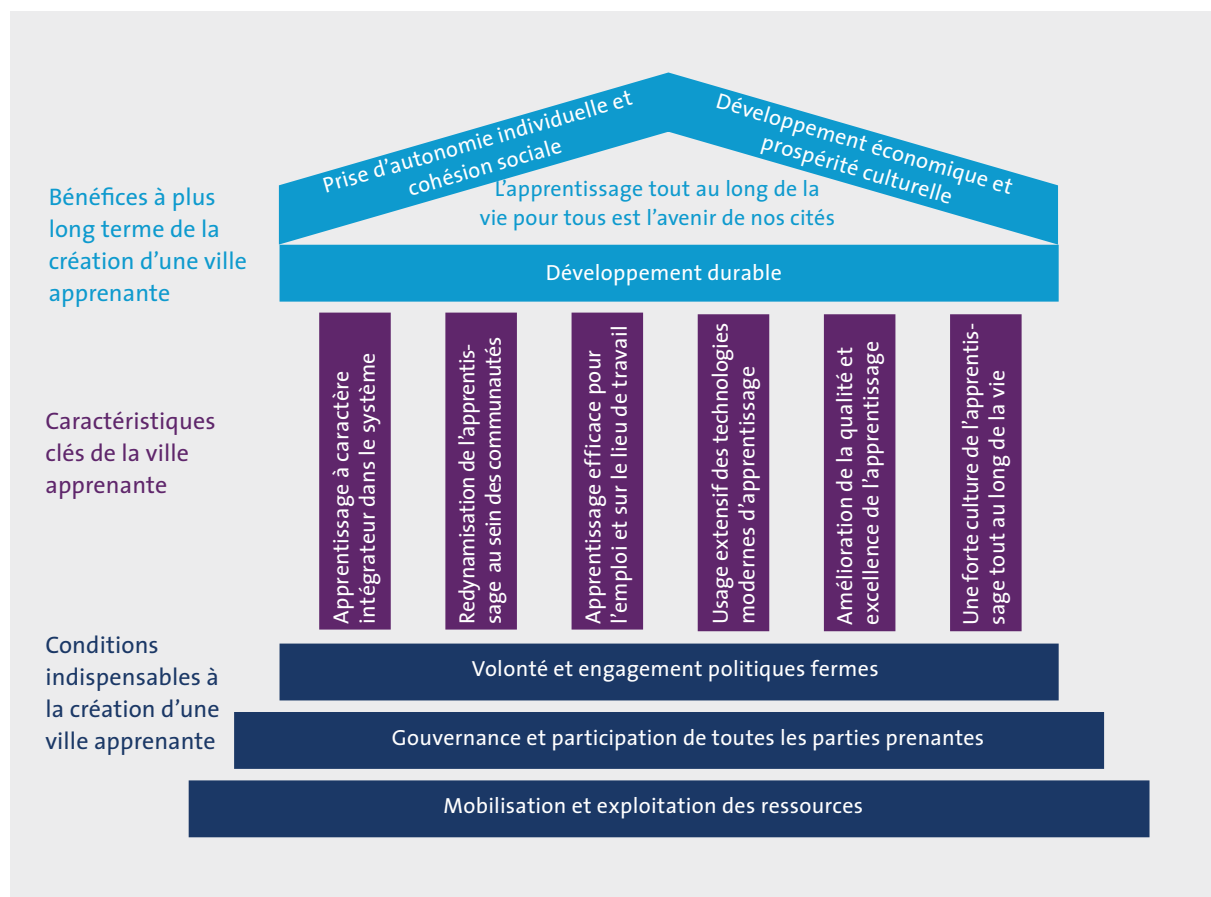 Prise d’autonomie individuelle et
cohésion sociale
Développement économique et
prospérité culturelle
L’apprentissage tout au long de la
vie pour tous est l’avenir de nos cités
Bénéfices à plus
long terme de la
création d’une ville
apprenante
Développement durable
Caractéristiques
clés de la ville
apprenante
Apprentissage à caractère
intégrateur dans le système
Redynamisation de l’apprentis-
sage au sein des communautés
Apprentissage efficace pour
l’emploi et sur le lieu de travail
Usage extensif des technologies
modernes d’apprentissage
Amélioration de la qualité et
excellence de l’apprentissage
Une forte culture de l’apprentis-
sage tout au long de la vie
Conditions
indispensables à
la création d’une
ville apprenante
Volonté et engagement politiques fermes
Gouvernance et participation de toutes les parties prenantes
Mobilisation et exploitation des ressources